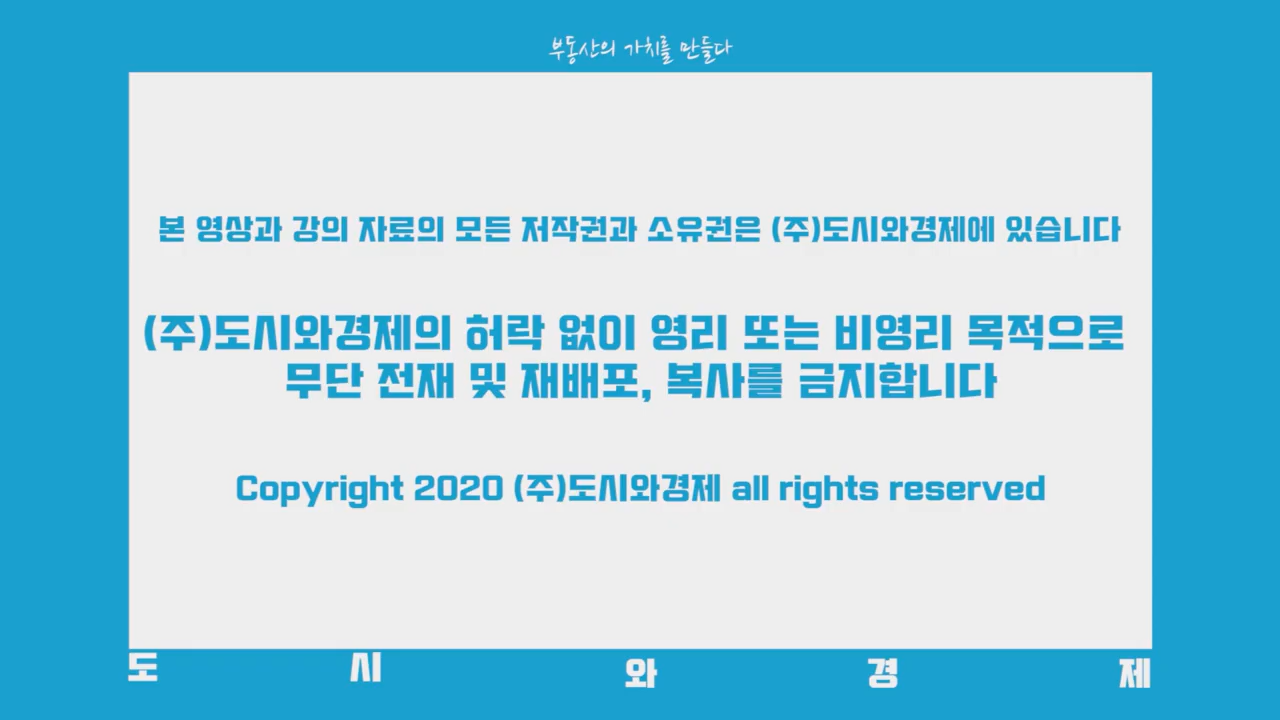 부동산의 가치를 만들다
본 영상과 강의 자료의 모든 저작권과 소유권은 (주)도시와경제에 있습니다
(주)도시와경제의 허락 없이 영리 또는 비영리 목적으로
무단 전재 및 재배포, 복사를 금지합니다
Copyright 2020 (주)도시와경제 all rights reserved
도 시 와 경 제